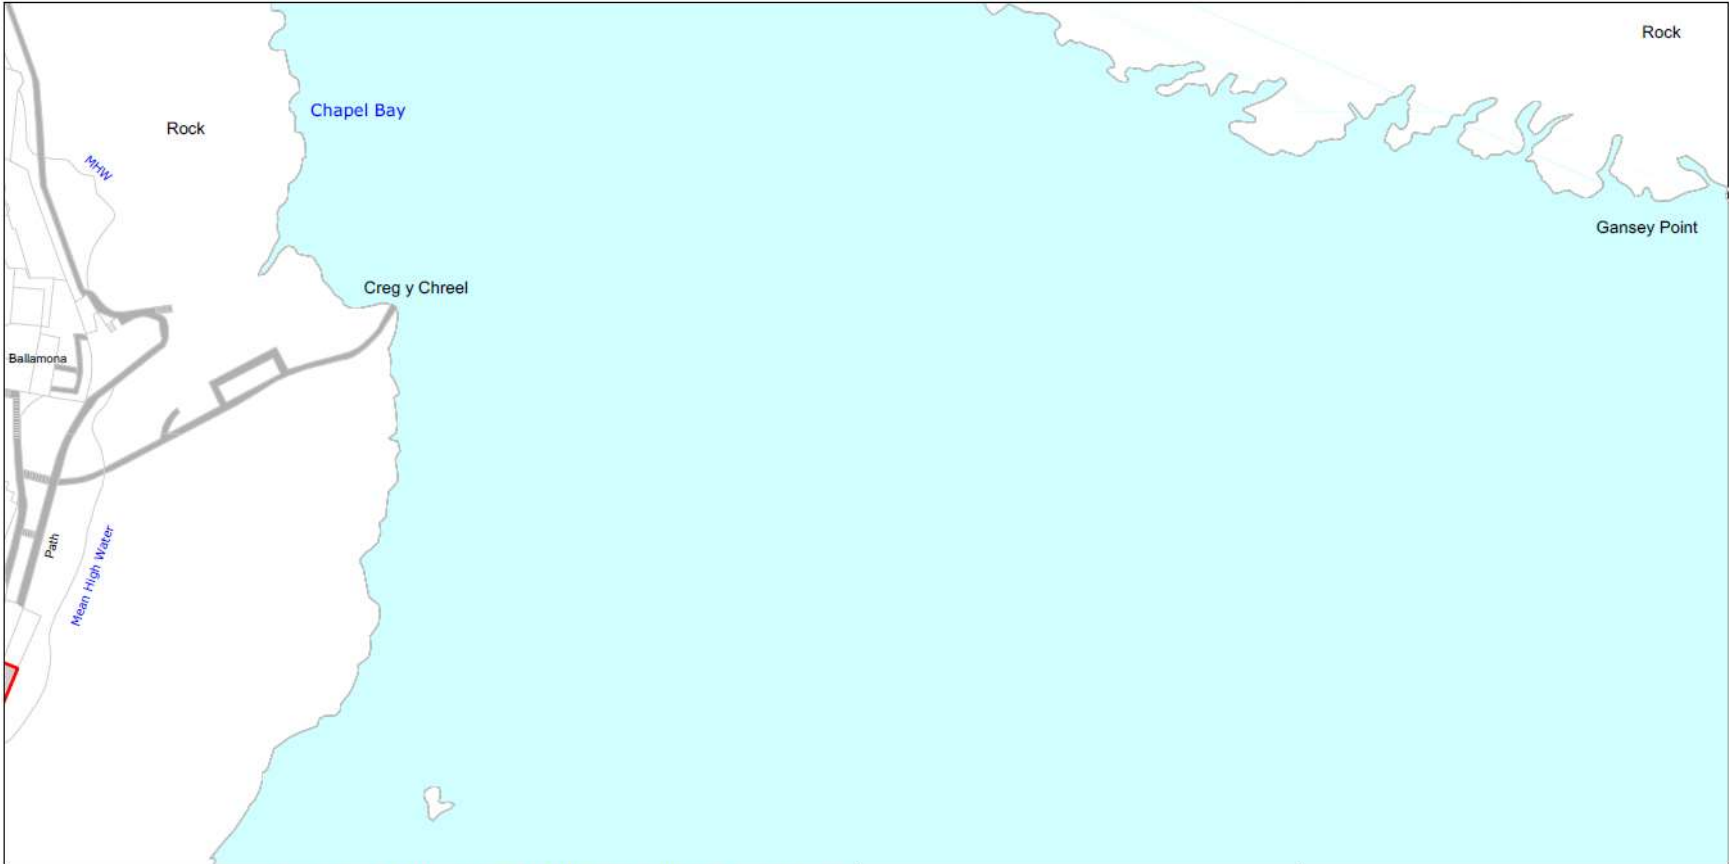 Rock
Chapel Bay
Rock
MHW
Gansey Point
Creg y Chreel
Ballamona
Path
Mean High Water